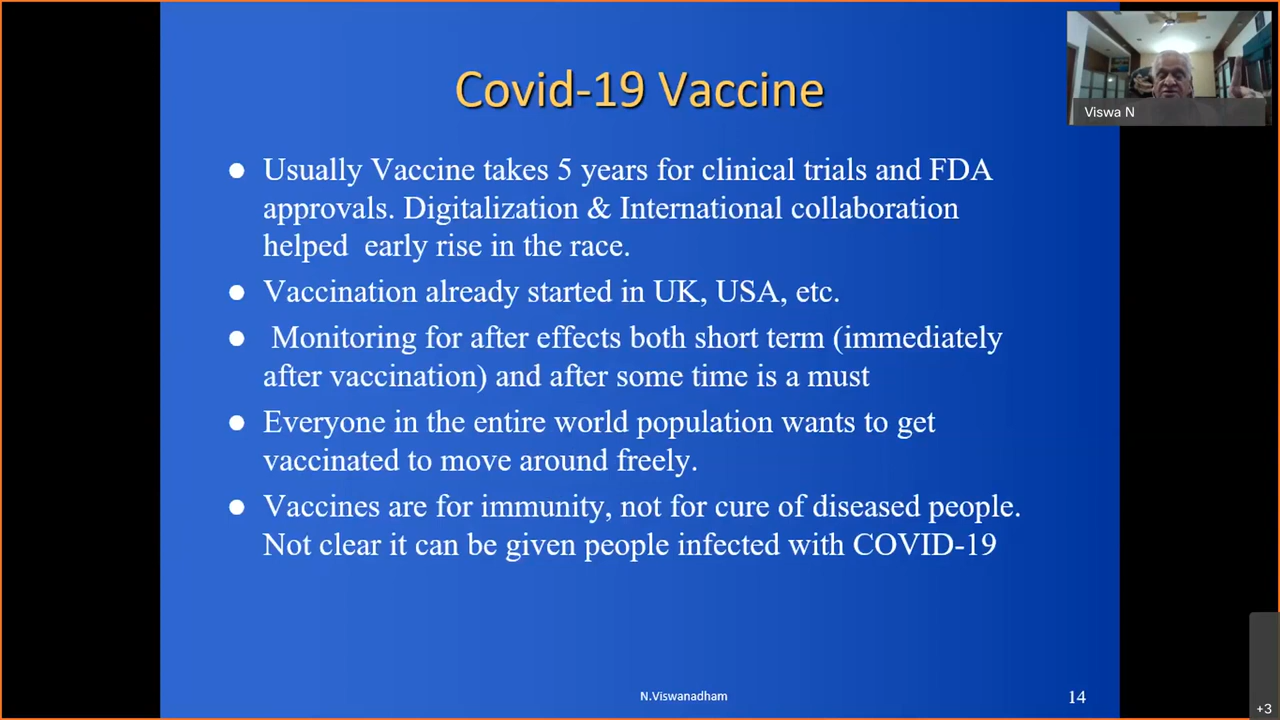 Covid-19 Vaccine
Viswa N
● Usually Vaccine takes 5 years for clinical trials and FDA
approvals. Digitalization & International collaboration
helped early rise in the race.
● Vaccination already started in UK, USA, etc.
● Monitoring for after effects both short term (immediately
after vaccination) and after some time is a must
● Everyone in the entire world population wants to get
vaccinated to move around freely.
● Vaccines are for immunity, not for cure of diseased people.
Not clear it can be given people infected with COVID-19
N.Viswanadham
14
+3